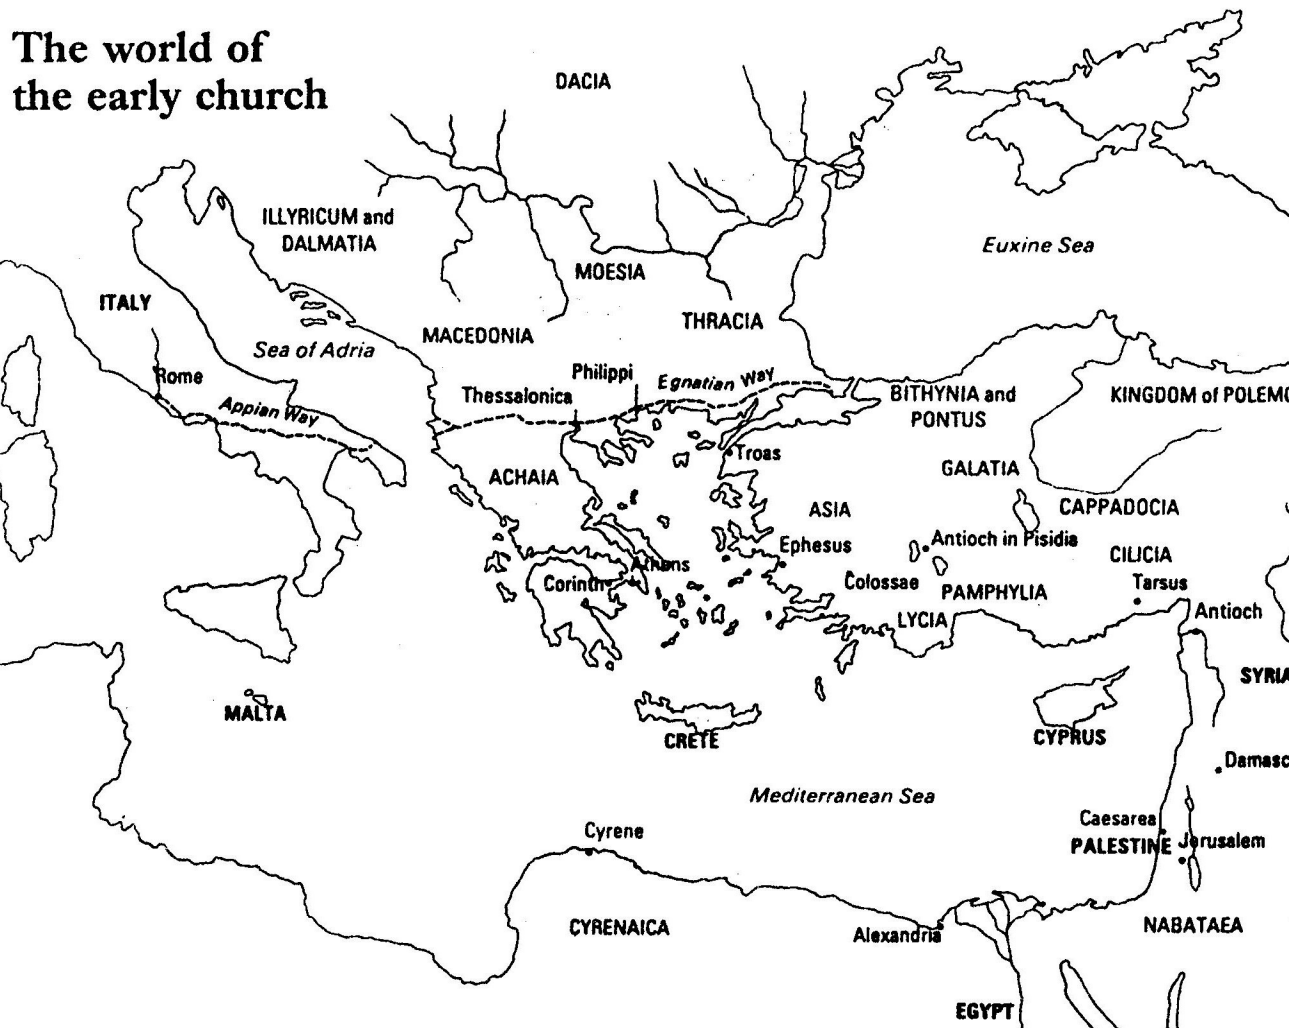 The world of
the early church
DACIA
ILLYRICUM and
DALMATIA
Euxine Sea
MOESIA
ITALY
THRACIA
MACEDONIA
Sea of Adria
Rome
Philippi
Egnatian Way
Thessalonica
Appian Way
BITHYNIA and
PONTUS
KINGDOM of POLEMO
Troas
GALATIA
ACHAIA
ASIA
CAPPADOCIA
Ephesus
Antioch in Pisidia
CILICIA
Athens
Corinth
Colossae
PAMPHYLIA
Tarsus
LYCIA
Antioch
SYRIA
MALTA
CRETE
CYPRUS
Damasc
Mediterranean Sea
Caesarea
Cyrene
PALESTINE
Jerusalem
CYRENAICA
Alexandria
NABATAEA
EGYPT